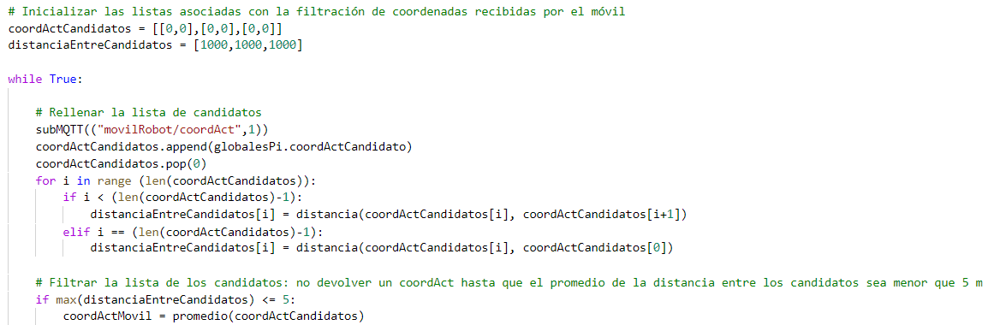 # Inicializar las listas asociadas con la filtración de coordenadas recibidas por el móvil
coordActCandidatos = [[0,0],[0,0],[0,0]]
distanciaEntreCandidatos = [1000,1000,1000]

while True:

    # Rellenar la lista de candidatos
    subMQTT(("movilRobot/coordAct",1))
    coordActCandidatos.append(globalesPi.coordActCandidato)
    coordActCandidatos.pop(0)
    for i in range (len(coordActCandidatos)):
        if i < (len(coordActCandidatos)-1):
            distanciaEntreCandidatos[i] = distancia(coordActCandidatos[i], coordActCandidatos[i+1])
        elif i == (len(coordActCandidatos)-1):
            distanciaEntreCandidatos[i] = distancia(coordActCandidatos[i], coordActCandidatos[0])

    # Filtrar la lista de los candidatos: no devolver un coordAct hasta que el promedio de la distancia entre los candidatos sea menor que 5 m
    if max(distanciaEntreCandidatos) <= 5:
        coordActMovil = promedio(coordActCandidatos)